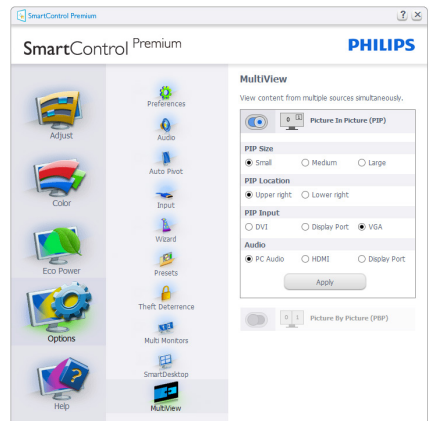 SmartControl Premium
? X
SmartControl Premium
PHILIPS
Adjust
Color
Eco Power
Options
Help
Preferences
Audio
Auto Pivot
Input
Wizard
Presets
Theft Deterrence
Multi Monitors
SmartDesktop
MultiView
MultiView
View content from multiple sources simultaneously.
Picture In Picture (PIP)
PIP Size
Small Medium Large
PIP Location
Upper right Lower right
PIP Input
DVI Display Port VGA
Audio
PC Audio HDMI Display Port
Apply
0 1 Picture By Picture (PBP)